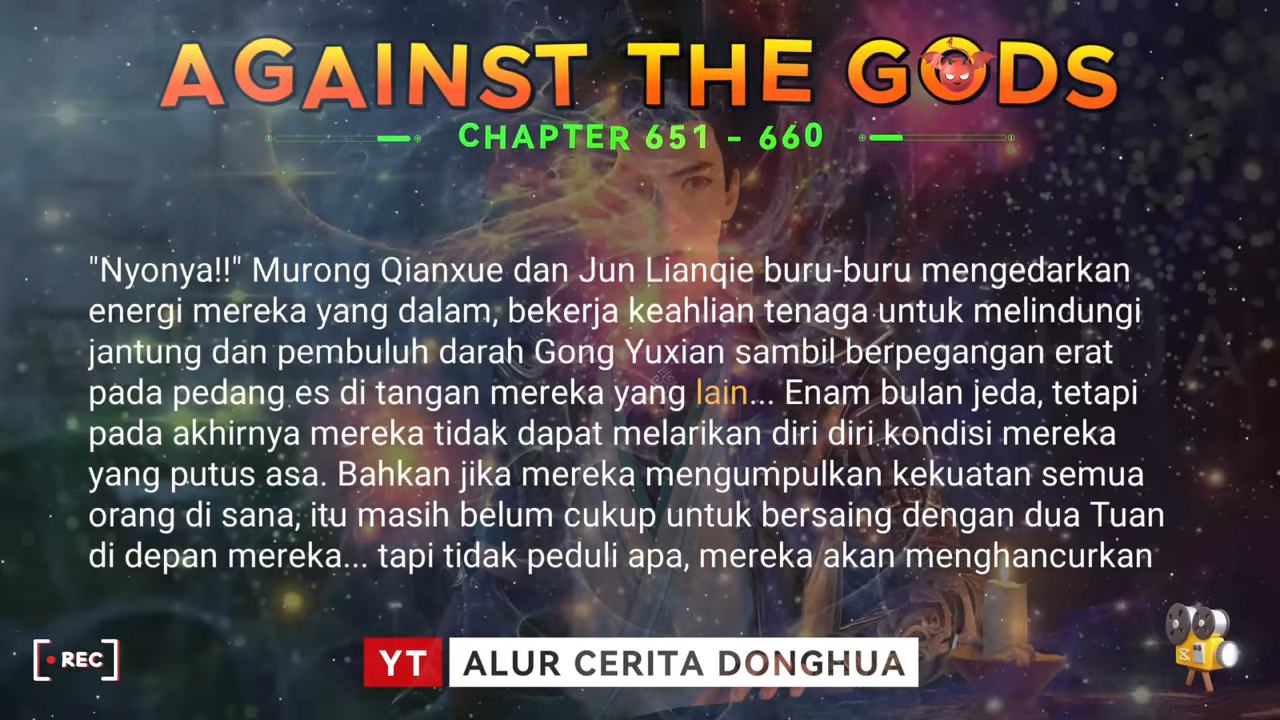 AGAINST THE GODS
CHAPTER 651 - 660
"Nyonya!!" Murong Qianxue dan Jun Lianqie buru-buru mengedarkan
energi mereka yang dalam, bekerja keahlian tenaga untuk melindungi
jantung dan pembuluh darah Gong Yuxian sambil berpegangan erat
pada pedang es di tangan mereka yang lain... Enam bulan jeda, tetapi
pada akhirnya mereka tidak dapat melarikan diri diri kondisi mereka
yang putus asa. Bahkan jika mereka mengumpulkan kekuatan semua
orang di sana, itu masih belum cukup untuk bersaing dengan dua Tuan
di depan mereka... tapi tidak peduli apa, mereka akan menghancurkan
REC
YT ALUR CERITA DONGHUA
&